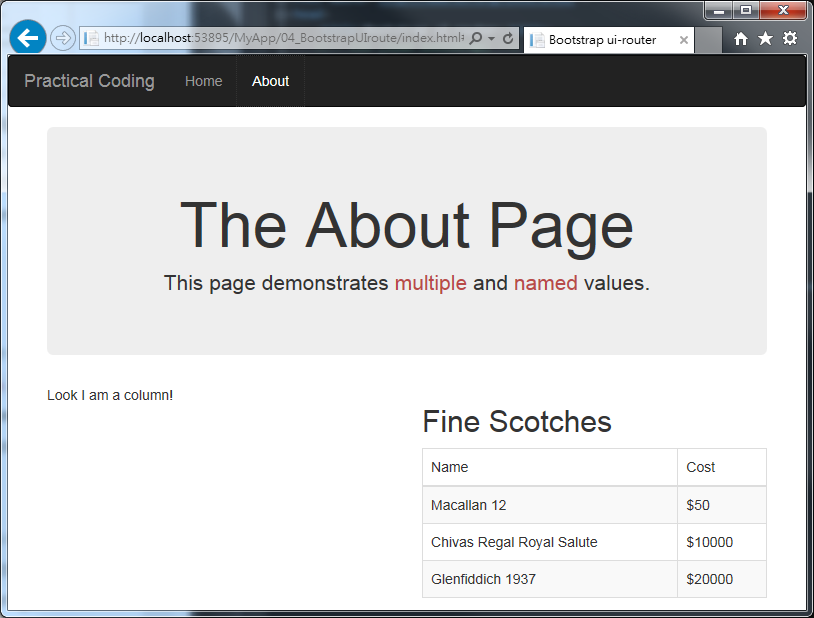 http://localhost:53895/MyApp/04_BootstrapUIroute/index.html#
Bootstrap ui-router
Practical Coding
Home
About
The About Page
This page demonstrates multiple and named values.
Look I am a column!
Fine Scotches
Name Cost
Macallan 12 $50
Chivas Regal Royal Salute $10000
Glenfiddich 1937 $20000